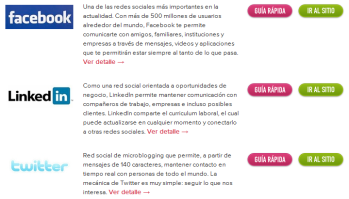 facebook
Una de las redes sociales más importantes en la
actualidad. Con más de 500 millones de usuarios
alrededor del mundo, Facebook te permite
comunicarte con amigos, familiares, instituciones y
empresas a través de mensajes, videos y aplicaciones
que te permitirán estar siempre al tanto de lo que pasa.
Ver detalle →
GUÍA RÁPIDA
IR AL SITIO
Linked in
Como una red social orientada a oportunidades de
negocio, LinkedIn permite mantener comunicación con
compañeros de trabajo, empresas e incluso posibles
clientes. LinkedIn comparte el curriculum laboral, el cual
puede actualizarse en cualquier momento y conectarlo
a otras redes sociales. Ver detalle →
GUÍA RÁPIDA
IR AL SITIO
twitter
Red social de microblogging que permite, a partir de
mensajes de 140 caracteres, mantener contacto en
tiempo real con personas de todo el mundo. La
mecánica de Twitter es muy simple: seguir lo que nos
interesa. Ver detalle →
GUÍA RÁPIDA
IR AL SITIO